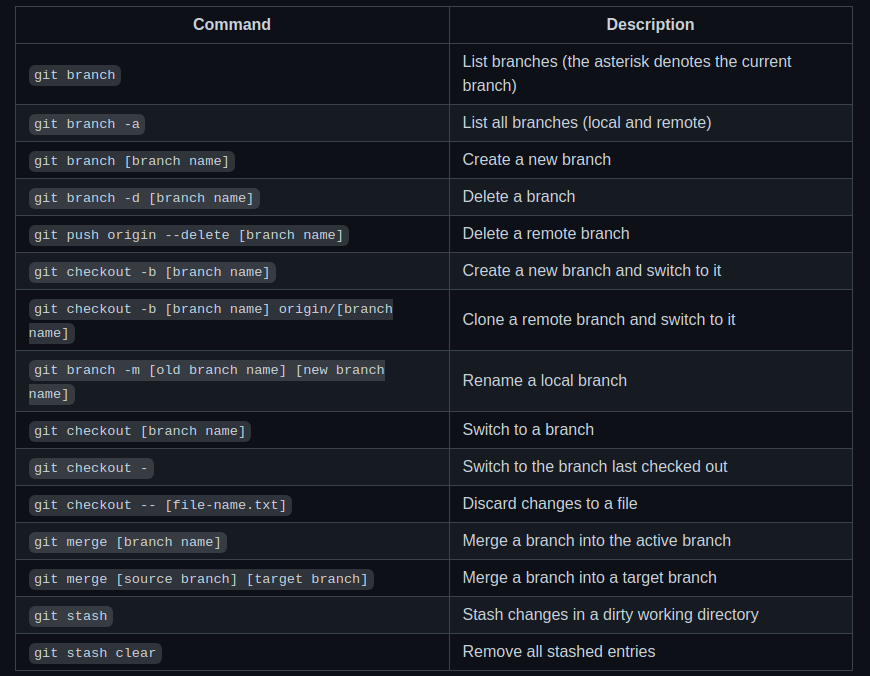 Command Description
git branch List branches (the asterisk denotes the current
branch)
git branch -a List all branches (local and remote)
git branch [branch name] Create a new branch
git branch -d [branch name] Delete a branch
git push origin --delete [branch name] Delete a remote branch
git checkout -b [branch name] Create a new branch and switch to it
git checkout -b [branch name] origin/[branch
name] Clone a remote branch and switch to it
git branch -m [old branch name] [new branch
name] Rename a local branch
git checkout [branch name] Switch to a branch
git checkout - Switch to the branch last checked out
git checkout -- [file-name.txt] Discard changes to a file
git merge [branch name] Merge a branch into the active branch
git merge [source branch] [target branch] Merge a branch into a target branch
git stash Stash changes in a dirty working directory
git stash clear Remove all stashed entries